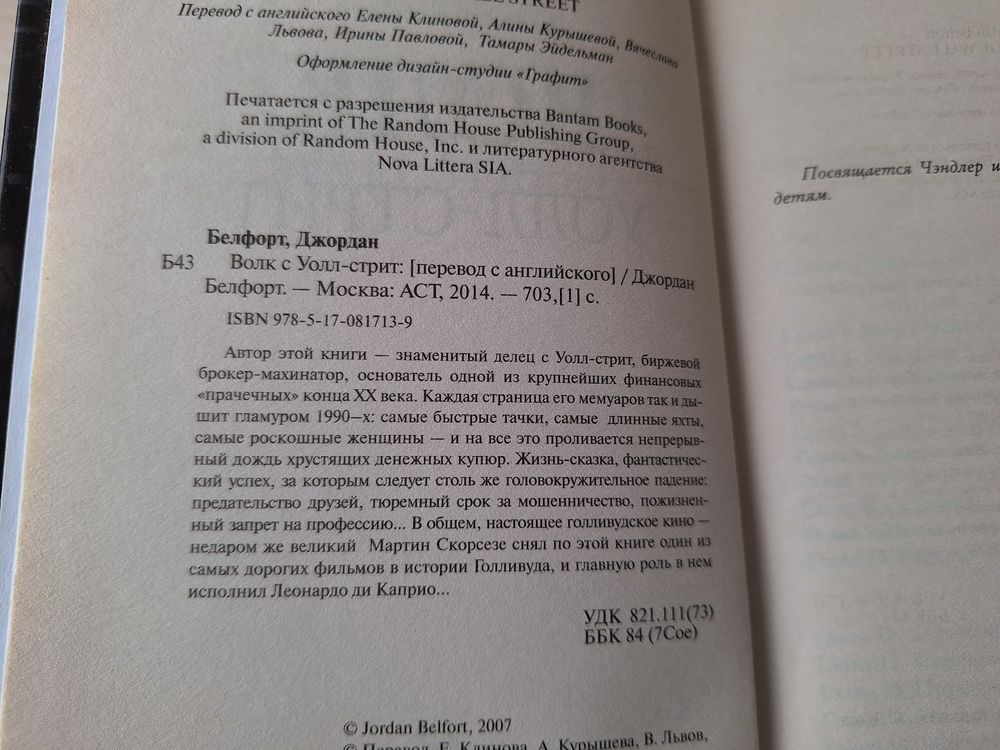 STREET
Перевод с английского Елены Клиновой, Алины Курышевой, Вячеслава
Львова, Ирины Павловой, Тамары Эйдельман
Оформление дизайн-студии «Графит»
Печатается с разрешения издательства Bantam Books,
an imprint of The Random House Publishing Group,
a division of Random House, Inc. и литературного агентства
Nova Littera SIA.
Белфорт, Джордан
Б43 Волк с Уолл-стрит: [перевод с английского] / Джордан
Белфорт. — Москва: АСТ, 2014. — 703,[1] с.
ISBN 978-5-17-081713-9
Автор этой книги — знаменитый делец с Уолл-стрит, биржевой
брокер-махинатор, основатель одной из крупнейших финансовых
«прачечных» конца XX века. Каждая страница его мемуаров так и ды-
шит гламуром 1990—х: самые быстрые тачки, самые длинные яхты,
самые роскошные женщины — и на все это проливается непрерыв-
ный дождь хрустящих денежных купюр. Жизнь-сказка, фантастичес-
кий успех, за которым следует столь же головокружительное падение:
предательство друзей, тюремный срок за мошенничество, пожизнен-
ный запрет на профессию... В общем, настоящее голливудское кино —
недаром же великий Мартин Скорсезе снял по этой книге один из
самых дорогих фильмов в истории Голливуда, и главную роль в нем
исполнил Леонардо ди Каприо...
УДК 821.111(73)
ББК 84 (7Сое)
© Jordan Belfort, 2007
© Перевод. Е. Клинова, А. Курышева, В. Львов,
Посвящается Чэндлер и
детям.